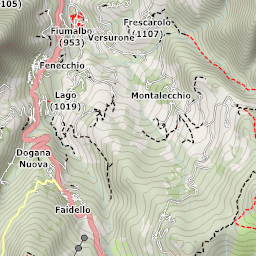 105)
Frescarolo
(1107)
Fiumalbo
(953)
Versurone
Fenecchio
Lago
(1019)
Montalecchio
Dogana
Nuova
Faidello